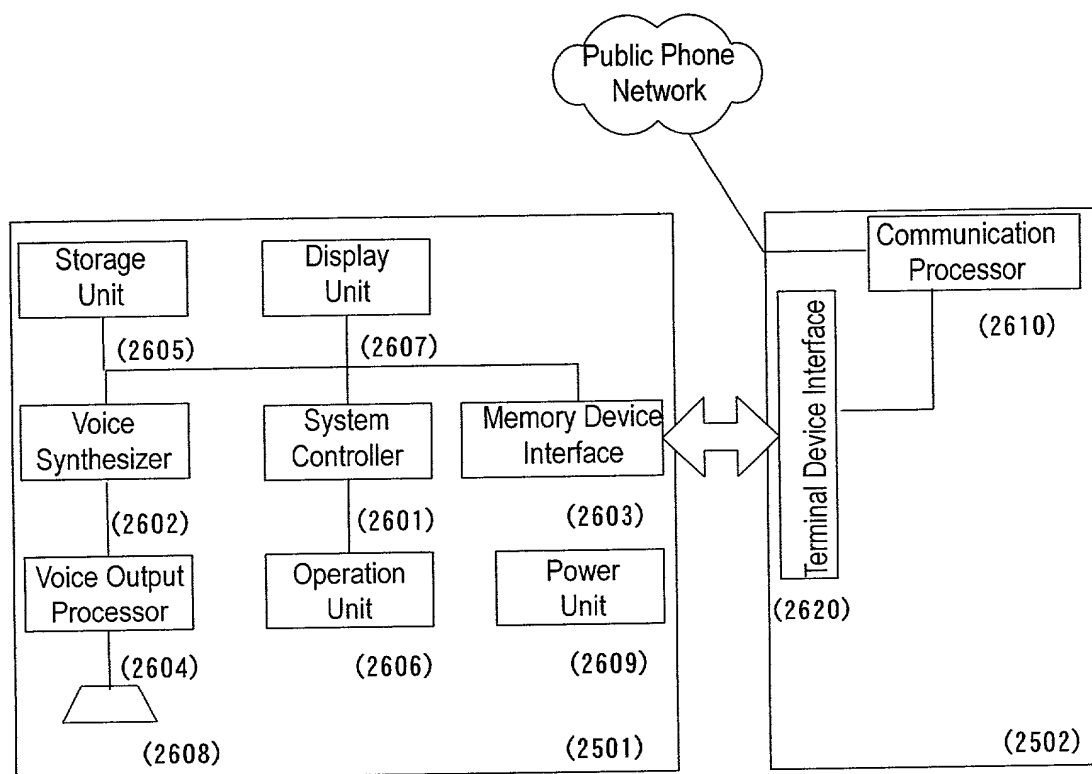 Public Phone
Network
Storage
Unit
(2605)
Display
Unit
(2607)
Voice
Synthesizer
(2602)
System
Controller
(2601)
Memory Device
Interface
(2603)
Voice Output
Processor
(2604)
Operation
Unit
(2606)
Power
Unit
(2609)
(2608)
(2501)
Communication
Processor
(2610)
Terminal Device Interface
(2620)
(2502)